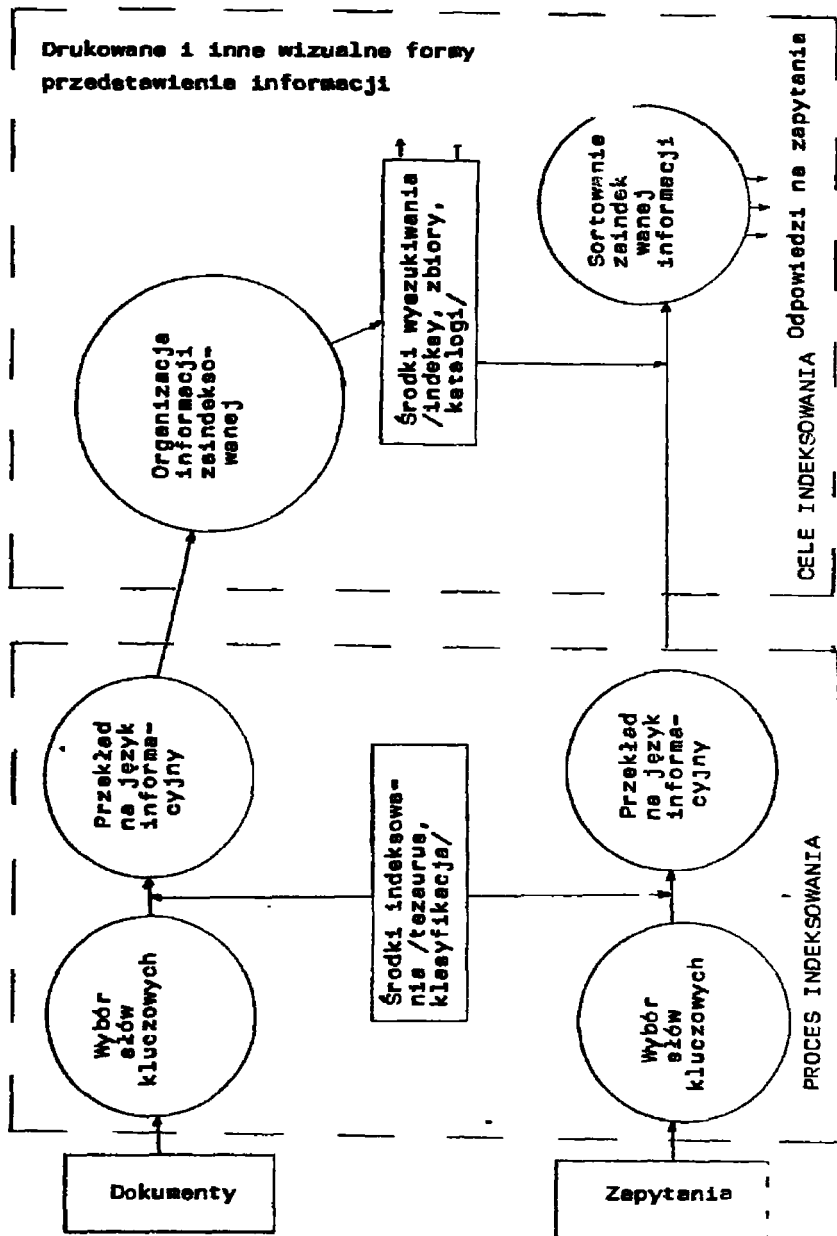 Drukowane i inne wizualne formy
przedstawienia informacji
Organizacja
informacji
zaindekso-
wanej
Środki wyszukiwania
/indeksy, zbiory,
katalogi/
Sortowanie
zaindek
wanej
informacji
CELE INDEKSOWANIA Odpowiedzi na zapytania
Przekład
na język
informa-
cyjny
Wybór
słów
kluczowych
Środki indeksowa-
nia /tezaurus,
klasyfikacja/
Przekład
na język
informa-
cyjny
Wybór
słów
kluczowych
PROCES INDEKSOWANIA
Dokumenty
Zapytania